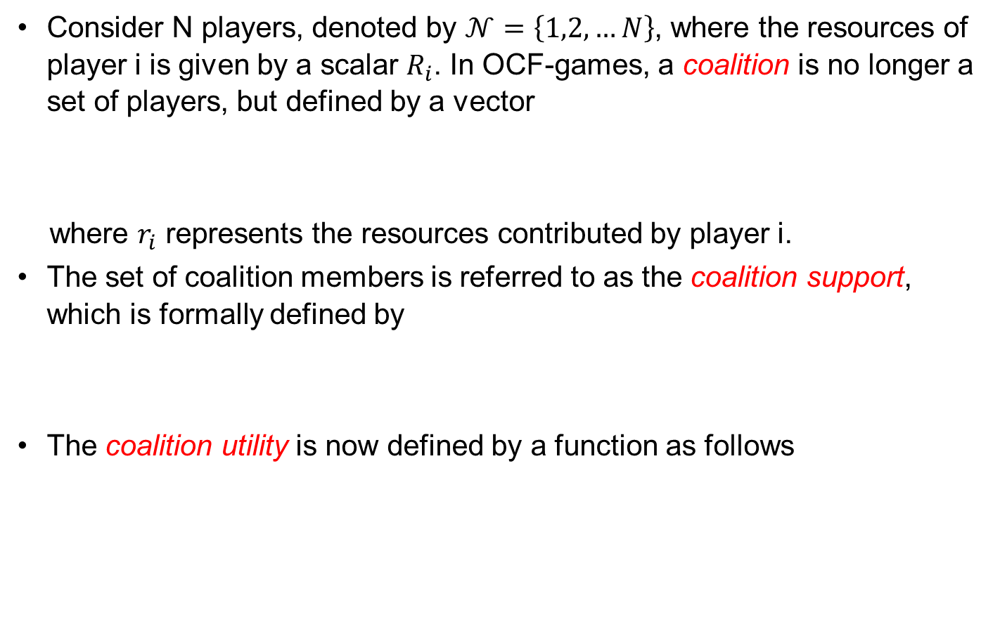 • Consider N players, denoted by 𝒩 = {1,2, … N}, where the resources of
player i is given by a scalar Rᵢ. In OCF-games, a coalition is no longer a
set of players, but defined by a vector
where rᵢ represents the resources contributed by player i.
• The set of coalition members is referred to as the coalition support,
which is formally defined by
• The coalition utility is now defined by a function as follows